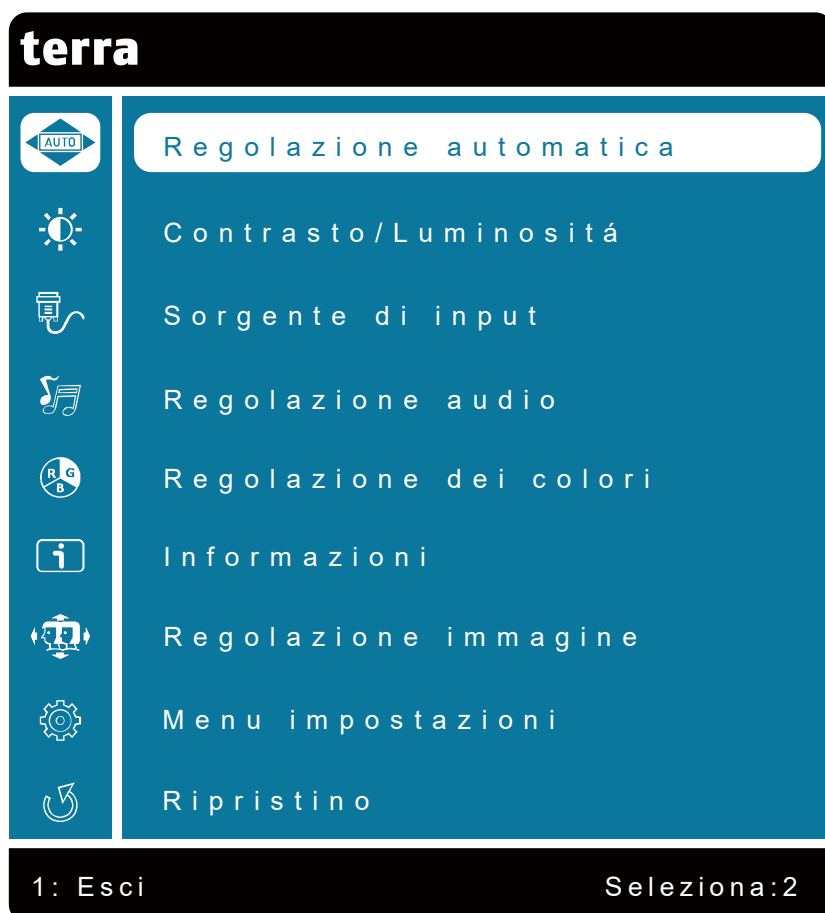 terra
AUTO
Regolazione automatica
Contrasto/Luminositá
Sorgente di input
Regolazione audio
R G
B
Regolazione dei colori
i
Informazioni
Regolazione immagine
Menu impostazioni
Ripristino
1: Esci
Seleziona:2